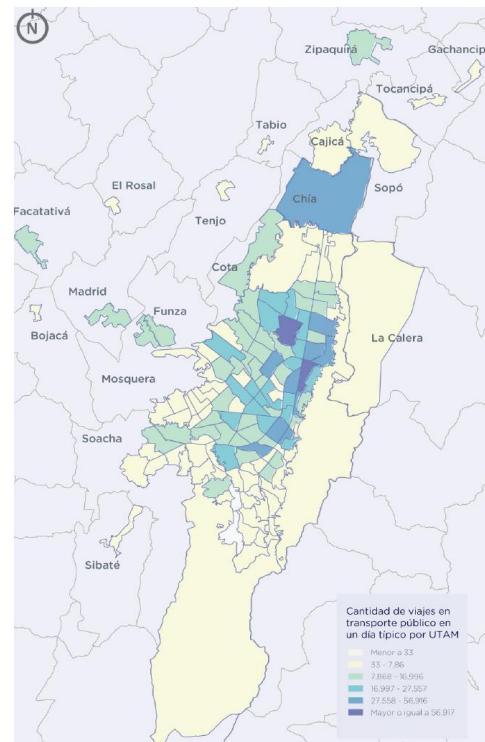 N
Zipaquirá
Gachancip
Tocancipá
Tabio
Cajicá
Chía
Sopó
El Rosal
Tenjo
Facatativá
Cota
Madrid
Funza
Bojacá
La Calera
Mosquera
Soacha
Sibaté
Cantidad de viajes en
transporte público en
un día típico por UTAM
Menor a 33
33 - 7,86
7,868 - 16,996
16,997 - 27,557
27,558 - 56,916
Mayor o igual a 56,917